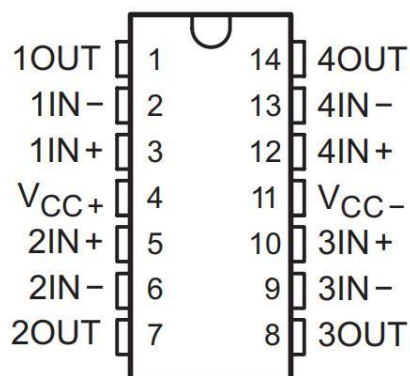 1OUT 1 14 4OUT
1IN− 2 13 4IN−
1IN+ 3 12 4IN+
VCC+ 4 11 VCC−
2IN+ 5 10 3IN+
2IN− 6 9 3IN−
2OUT 7 8 3OUT